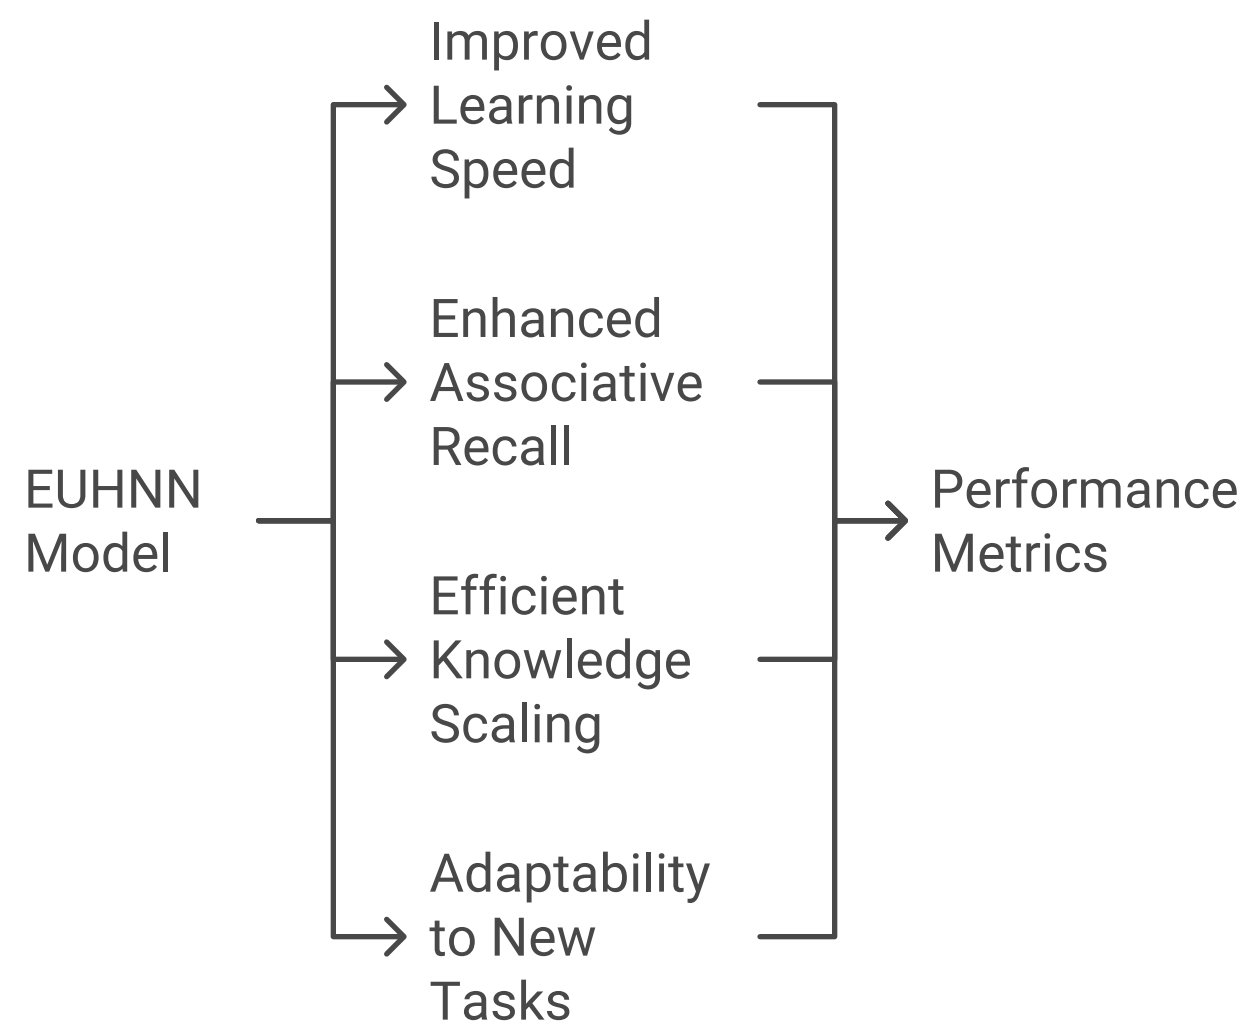 EUHNN
Model
Improved
Learning
Speed
Enhanced
Associative
Recall
Efficient
Knowledge
Scaling
Adaptability
to New
Tasks
Performance
Metrics